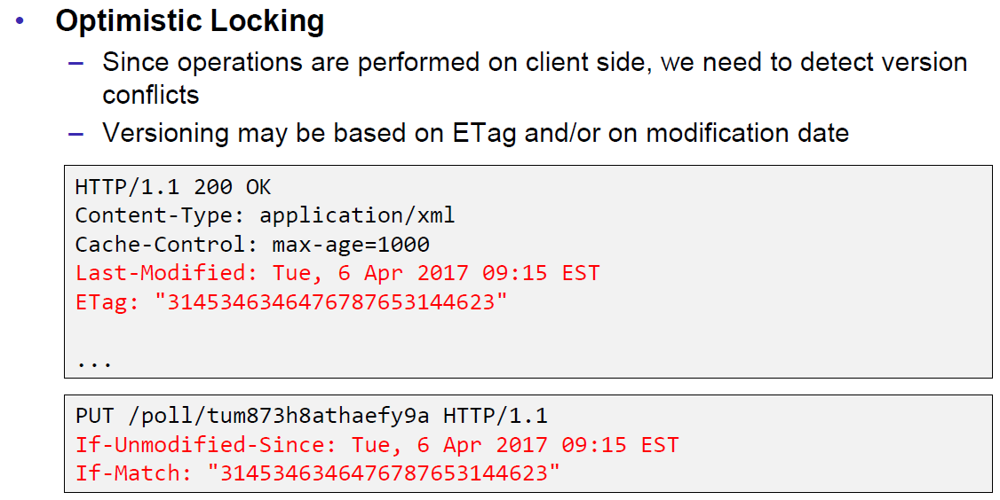 • Optimistic Locking
– Since operations are performed on client side, we need to detect version
conflicts
– Versioning may be based on ETag and/or on modification date
HTTP/1.1 200 OK
Content-Type: application/xml
Cache-Control: max-age=1000
Last-Modified: Tue, 6 Apr 2017 09:15 EST
ETag: "3145346346476787653144623"
...
PUT /poll/tum873h8athaefy9a HTTP/1.1
If-Unmodified-Since: Tue, 6 Apr 2017 09:15 EST
If-Match: "3145346346476787653144623"